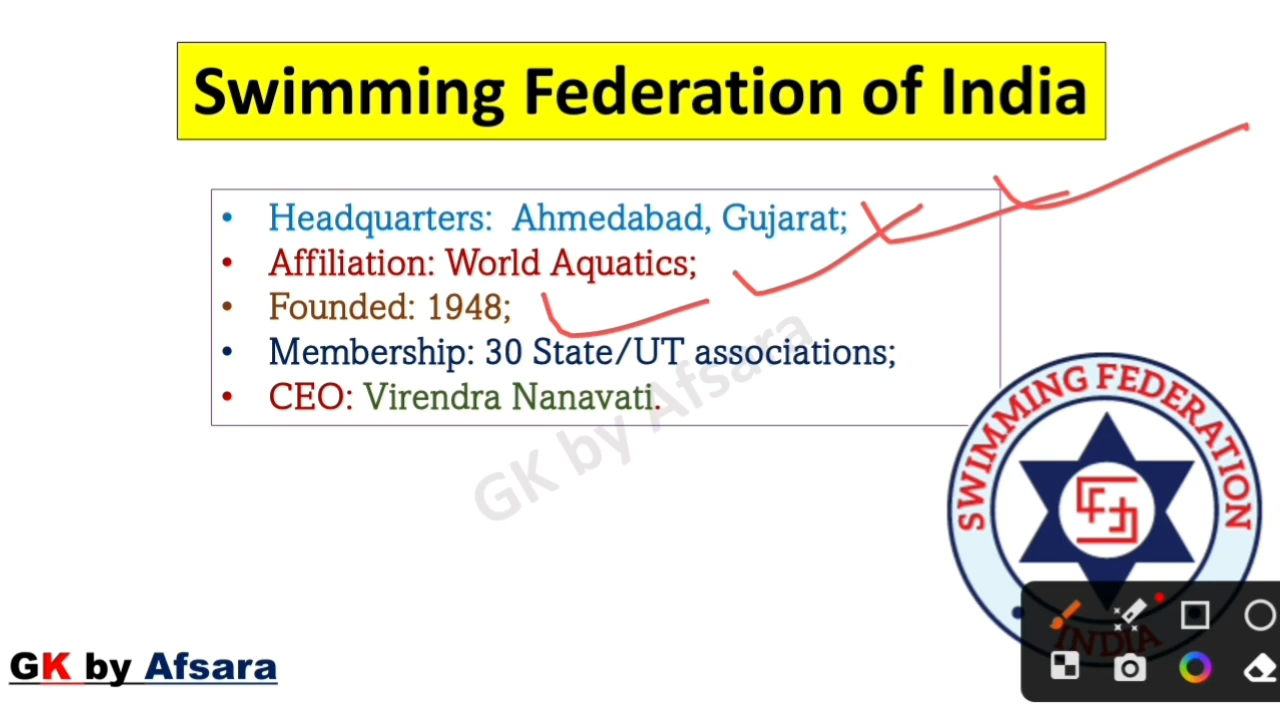 Swimming Federation of India
• Headquarters: Ahmedabad, Gujarat;
• Affiliation: World Aquatics;
• Founded: 1948;
• Membership: 30 State/UT associations;
• CEO: Virendra Nanavati.
GK by Afsara
SWIMMING FEDERATION
SFI
INDIA
GK by Afsara